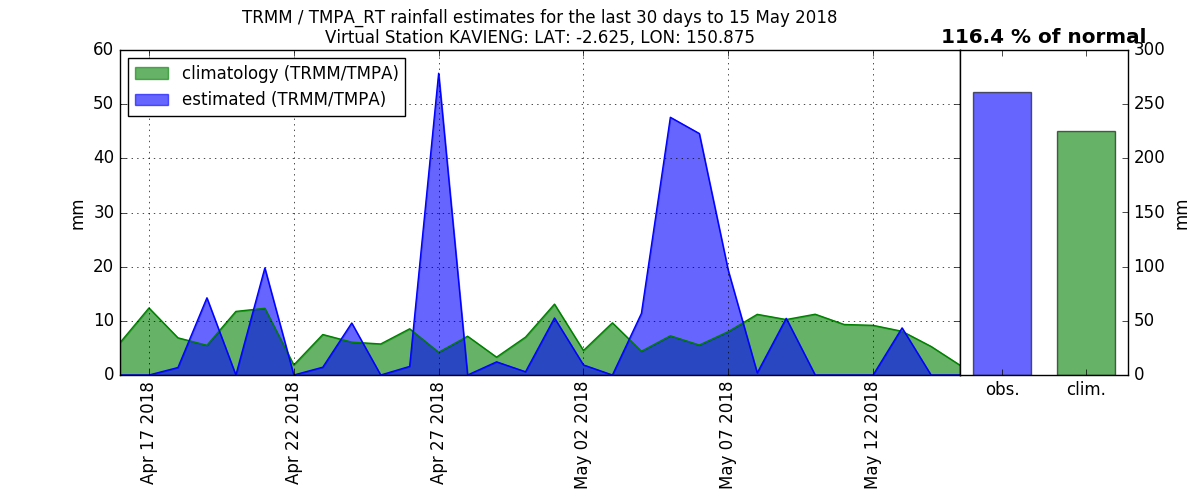 TRMM / TMPA_RT rainfall estimates for the last 30 days to 15 May 2018
Virtual Station KAVIENG: LAT: -2.625, LON: 150.875
116.4 % of normal
climatology (TRMM/TMPA)
estimated (TRMM/TMPA)
60
50
40
30
20
10
0
mm
Apr 17 2018
Apr 22 2018
Apr 27 2018
May 02 2018
May 07 2018
May 12 2018
300
250
200
150
100
50
0
mm
obs.
clim.